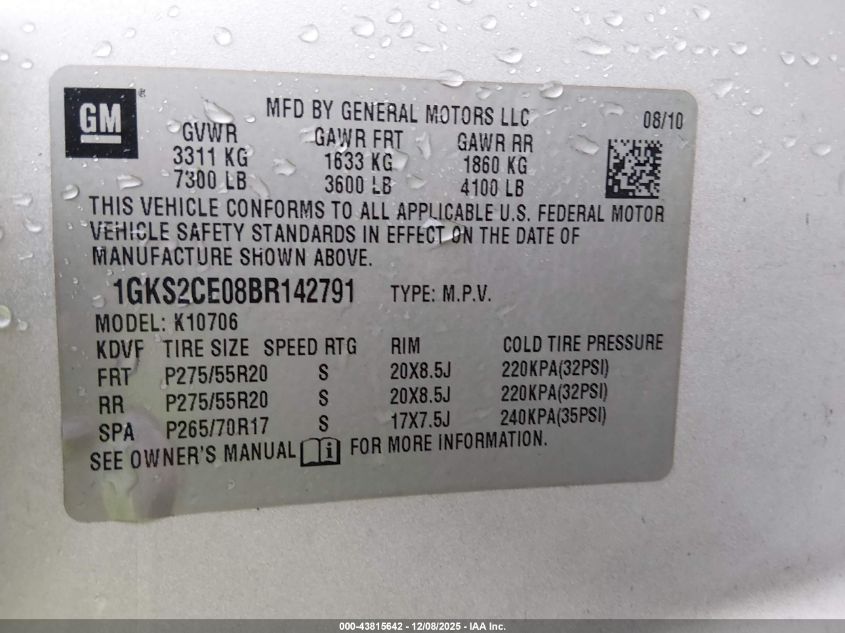 GM®
MFD BY GENERAL MOTORS LLC
08/10
GVWR GAWR FRT GAWR RR
3311 KG 1633 KG 1860 KG
7300 LB 3600 LB 4100 LB
THIS VEHICLE CONFORMS TO ALL APPLICABLE U.S. FEDERAL MOTOR
VEHICLE SAFETY STANDARDS IN EFFECT ON THE DATE OF
MANUFACTURE SHOWN ABOVE.
1GKS2CE08BR142791 TYPE: M.P.V.
MODEL: K10706
KDVF TIRE SIZE SPEED RTG RIM COLD TIRE PRESSURE
FRT P275/55R20 S 20X8.5J 220KPA(32PSI)
RR P275/55R20 S 20X8.5J 220KPA(32PSI)
SPA P265/70R17 S 17X7.5J 240KPA(35PSI)
SEE OWNER'S MANUAL i FOR MORE INFORMATION.
000-43815642 - 12/08/2025 - IAA Inc.